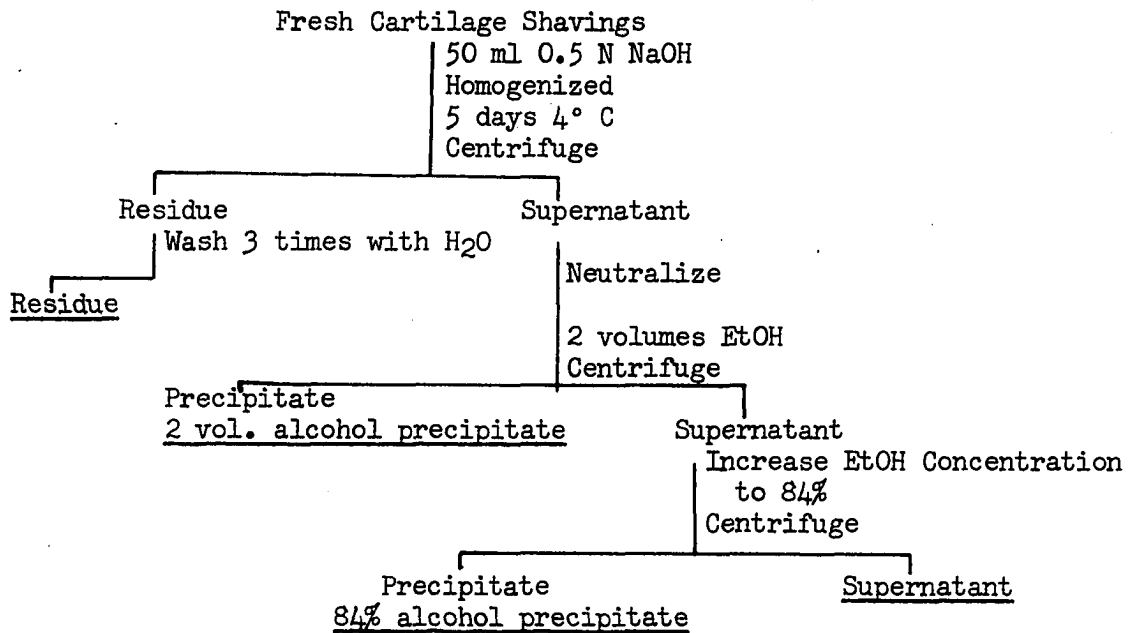 Fresh Cartilage Shavings
50 ml 0.5 N NaOH
Homogenized
5 days 4° C
Centrifuge
Residue
Supernatant
Wash 3 times with H2O
Residue
Neutralize
2 volumes EtOH
Centrifuge
Precipitate
2 vol. alcohol precipitate
Supernatant
Increase EtOH Concentration
to 84%
Centrifuge
Precipitate
84% alcohol precipitate
Supernatant